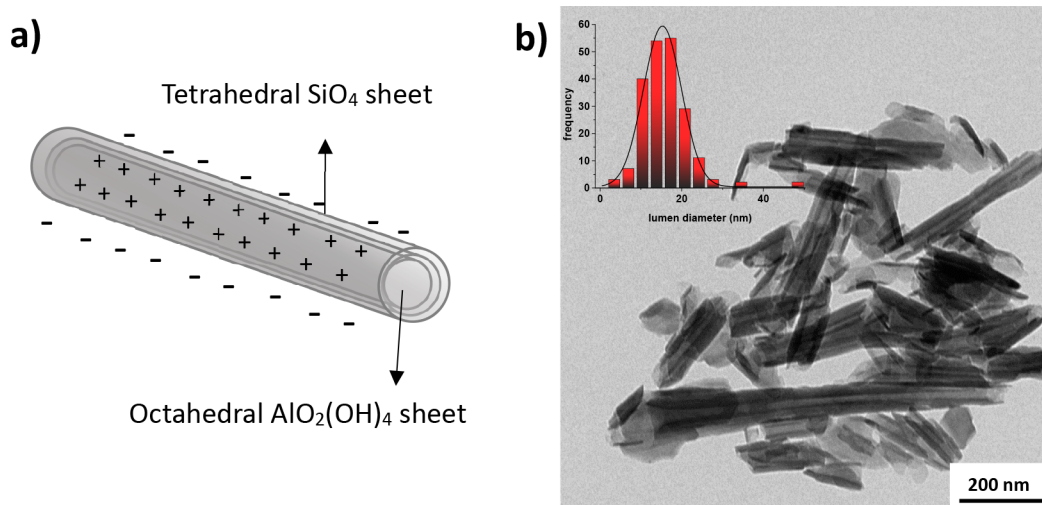 a)
Tetrahedral SiO₄ sheet
- - - - - - - - -
+ + + + + + + + +
+ + + + + + + + +
- - - - - - - - -
Octahedral AlO₂(OH)₄ sheet
b)
60
50
40
30
20
10
0
frequency
0 20 40
lumen diameter (nm)
200 nm